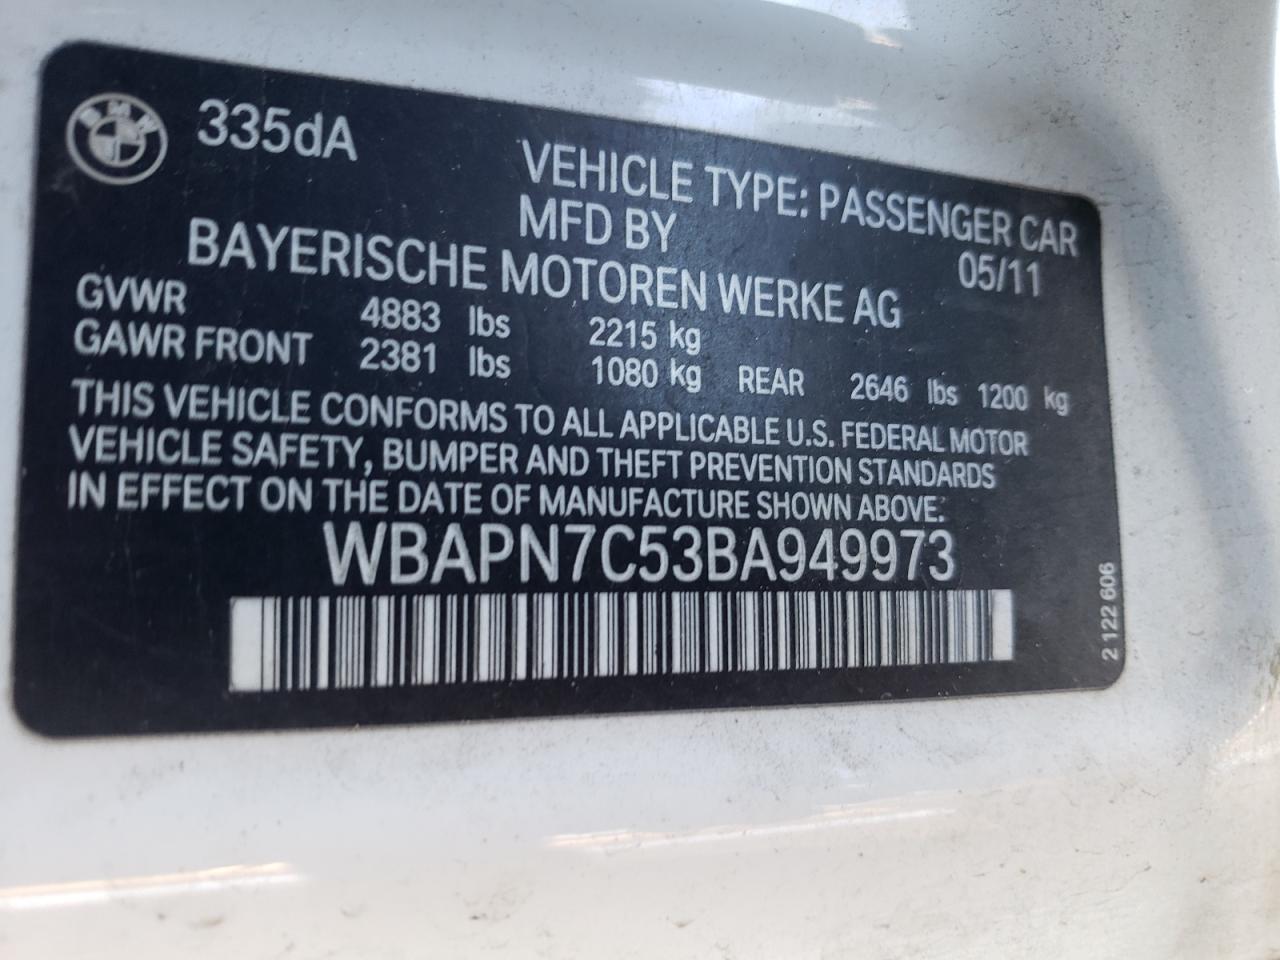 BMW
335dA
VEHICLE TYPE: PASSENGER CAR
MFD BY
05/11
BAYERISCHE MOTOREN WERKE AG
GVWR 4883 lbs 2215 kg
GAWR FRONT 2381 lbs 1080 kg REAR 2646 lbs 1200 kg
THIS VEHICLE CONFORMS TO ALL APPLICABLE U.S. FEDERAL MOTOR
VEHICLE SAFETY, BUMPER AND THEFT PREVENTION STANDARDS
IN EFFECT ON THE DATE OF MANUFACTURE SHOWN ABOVE.
WBAPN7C53BA949973
2 122 606